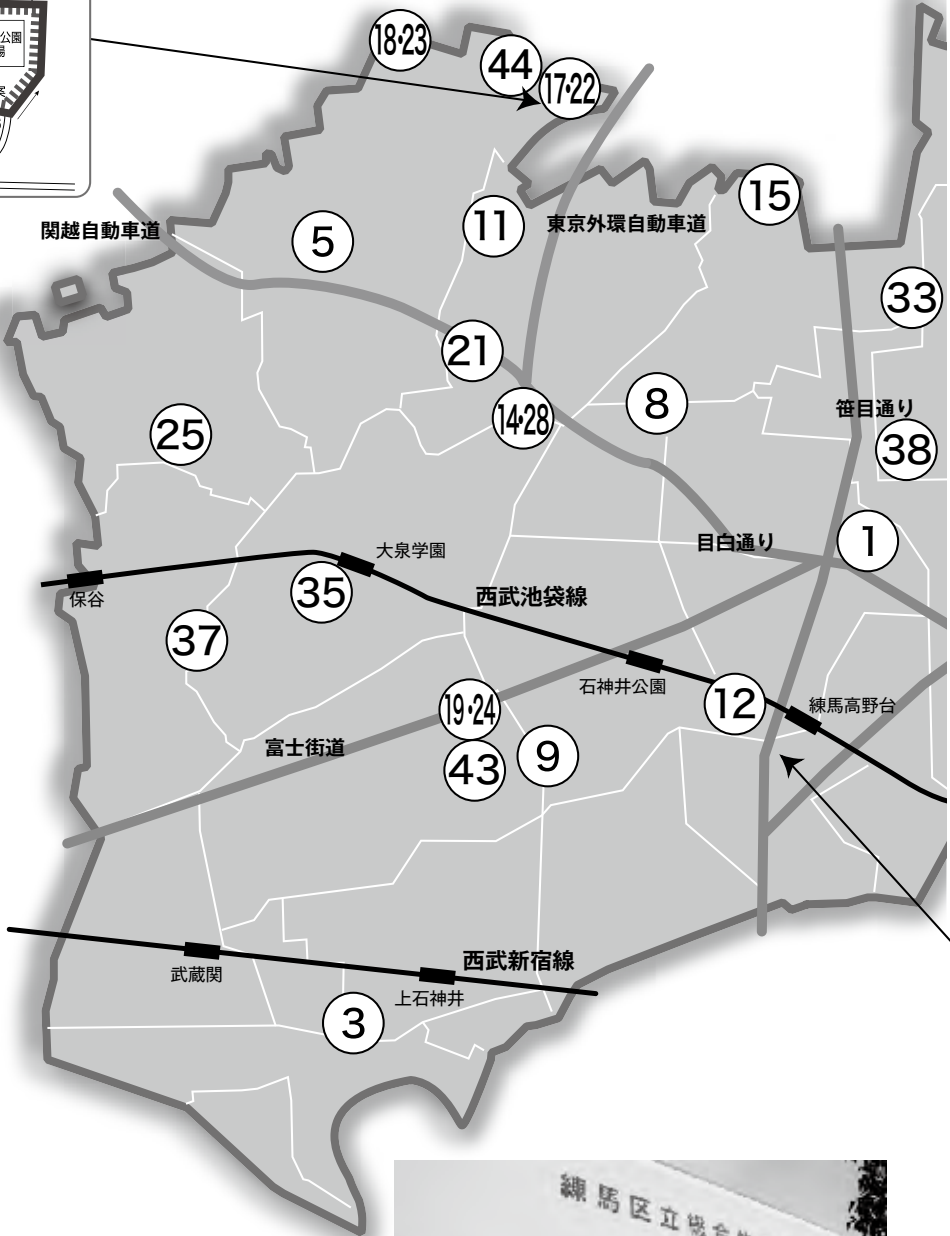 公園
場
18・23
44
17・22
15
関越自動車道
5
11
東京外環自動車道
33
21
8
14・28
笹目通り
25
38
目白通り
1
大泉学園
保谷
35
西武池袋線
37
石神井公園
12
練馬高野台
19・24
富士街道
43
9
武蔵関
西武新宿線
上石神井
3
練馬区立総合